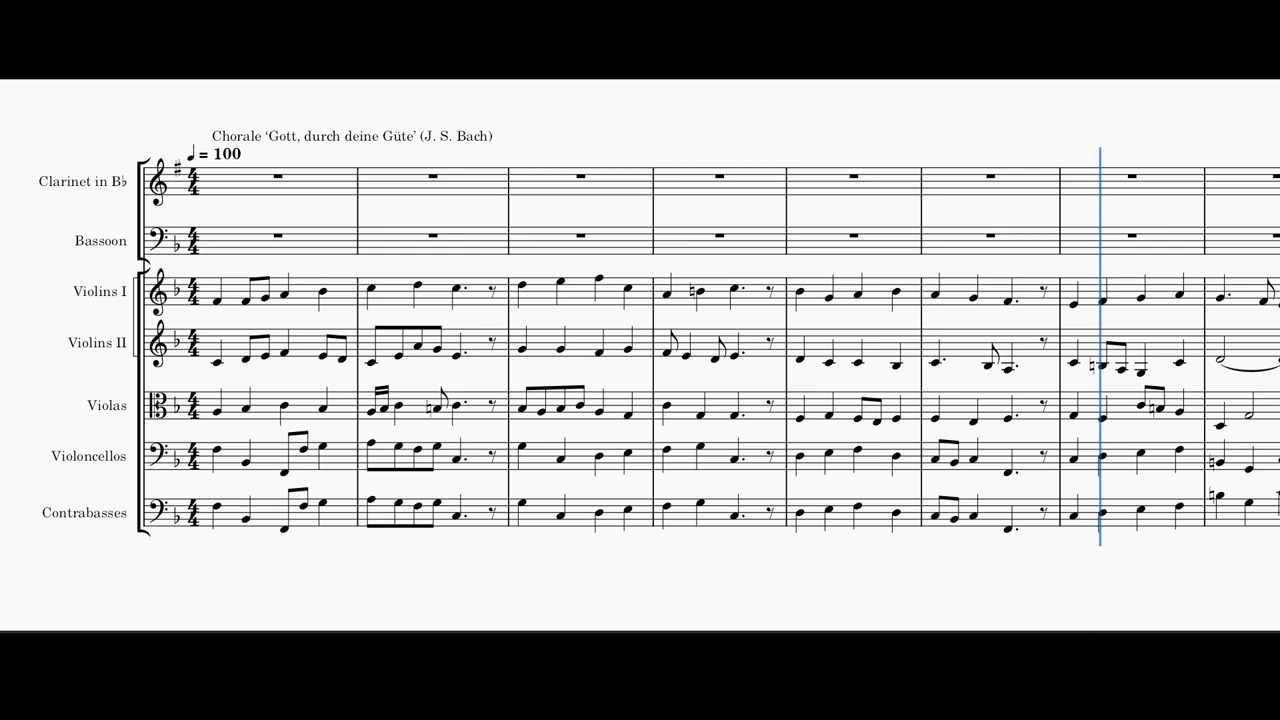 Chorale ‘Gott, durch deine Güte’ (J. S. Bach)
♩ = 100
Clarinet in B♭
Bassoon
Violins I
Violins II
Violas
Violoncellos
Contrabasses